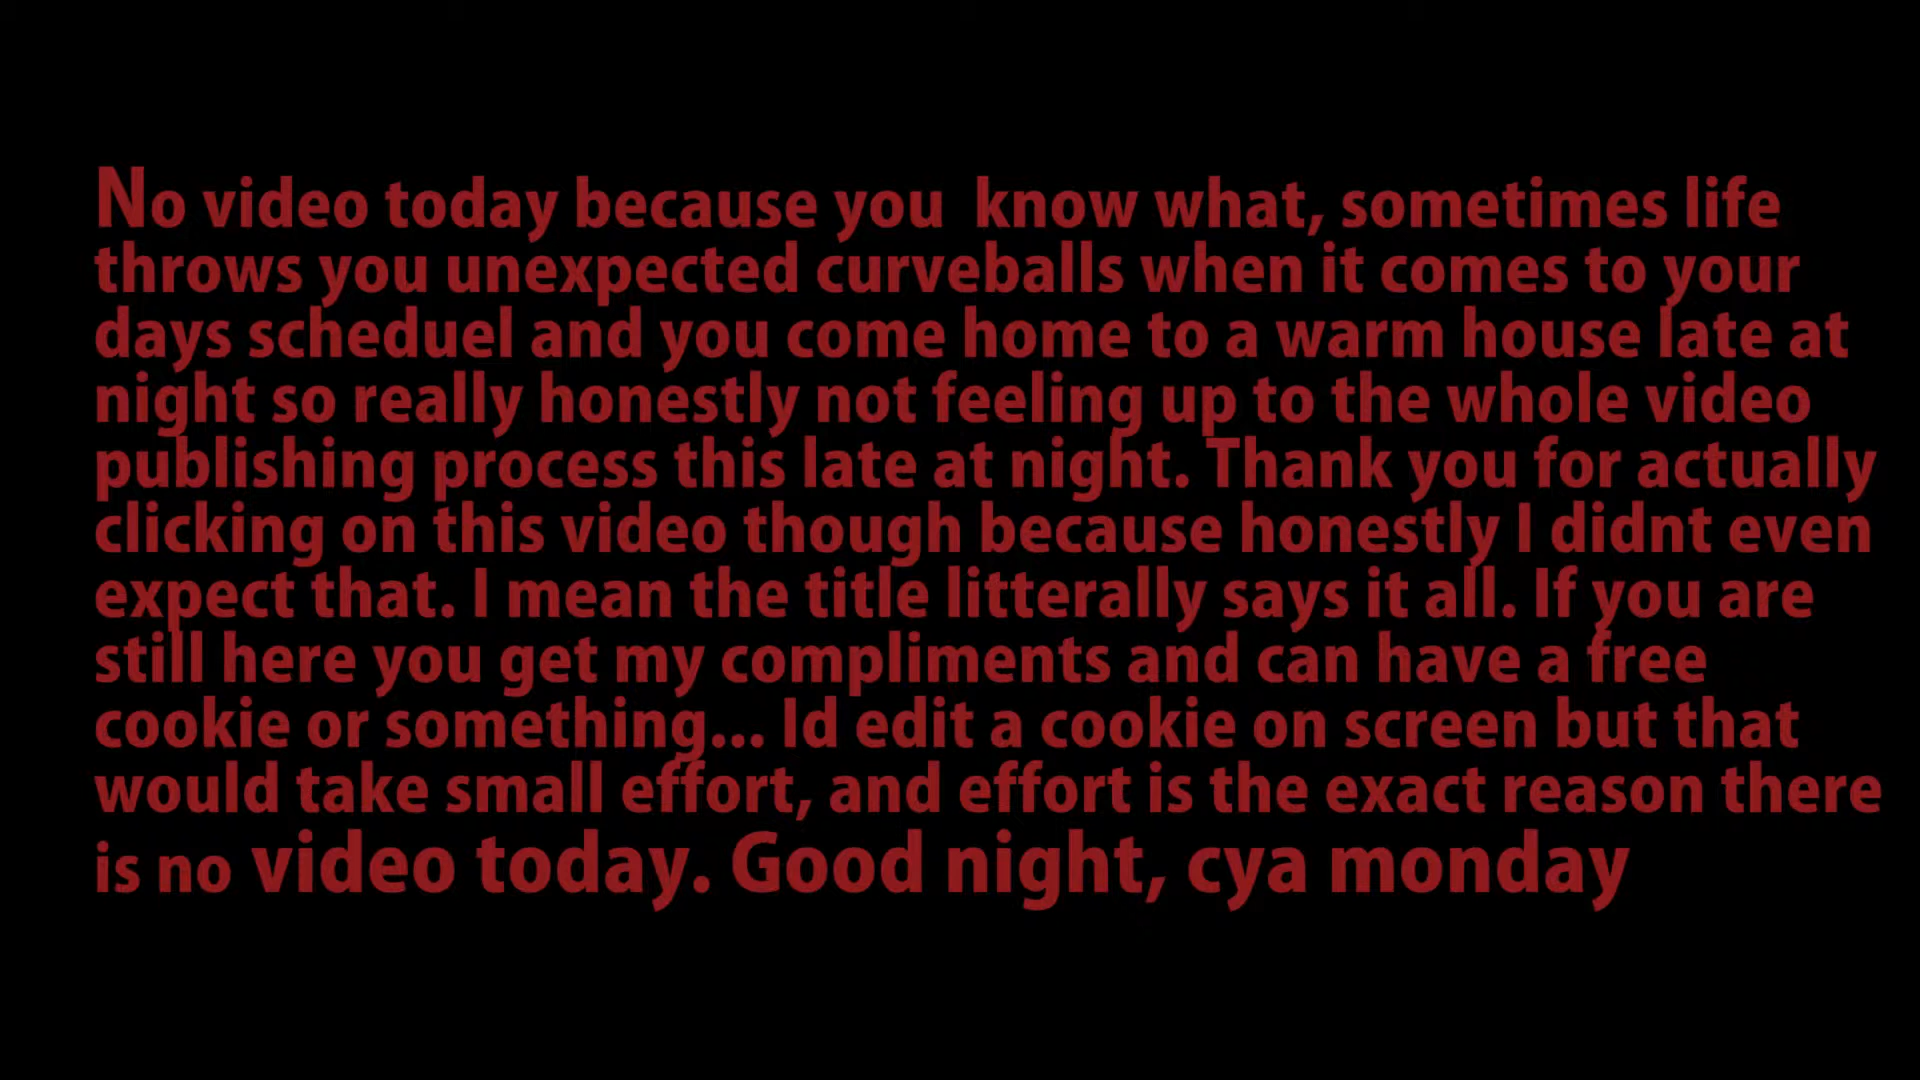 No video today because you  know what, sometimes life
throws you unexpected curveballs when it comes to your
days scheduel and you come home to a warm house late at
night so really honestly not feeling up to the whole video
publishing process this late at night. Thank you for actually
clicking on this video though because honestly I didnt even
expect that. I mean the title litterally says it all. If you are
still here you get my compliments and can have a free
cookie or something... Id edit a cookie on screen but that
would take small effort, and effort is the exact reason there
is no video today. Good night, cya monday